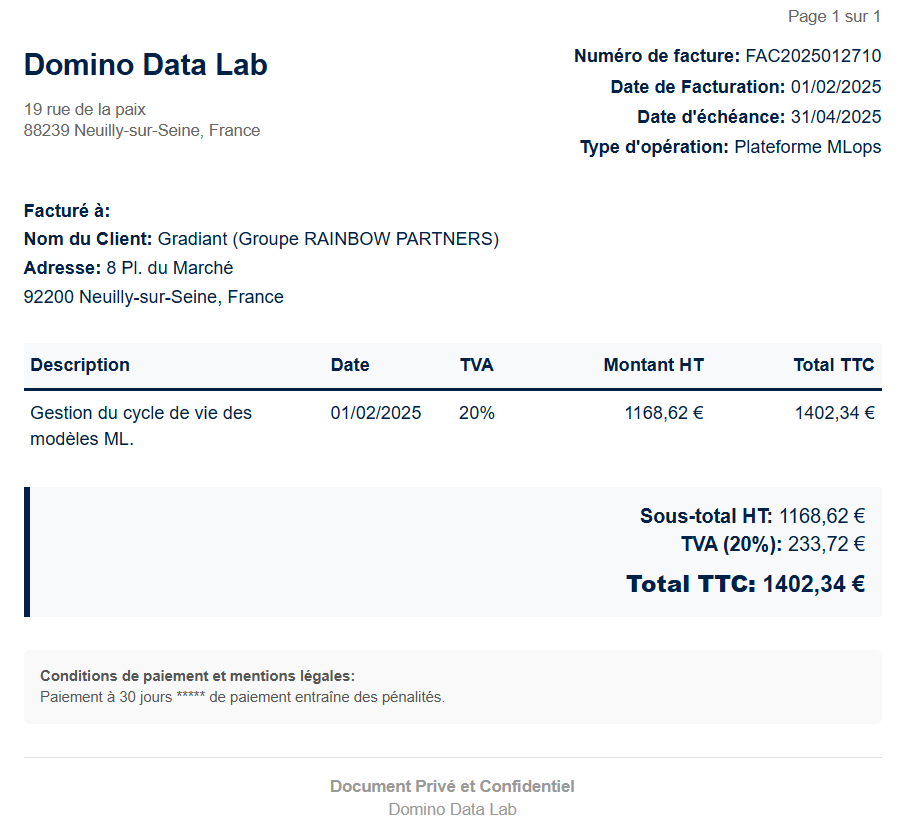 Page 1 sur 1
Domino Data Lab
19 rue de la paix
88239 Neuilly-sur-Seine, France
Numéro de facture: FAC2025012710
Date de Facturation: 01/02/2025
Date d'échéance: 31/04/2025
Type d'opération: Plateforme MLops
Facturé à:
Nom du Client: Gradiant (Groupe RAINBOW PARTNERS)
Adresse: 8 Pl. du Marché
92200 Neuilly-sur-Seine, France
Description Date TVA Montant HT Total TTC
Gestion du cycle de vie des 01/02/2025 20% 1168,62 € 1402,34 €
modèles ML.
Sous-total HT: 1168,62 €
TVA (20%): 233,72 €
Total TTC: 1402,34 €
Conditions de paiement et mentions légales:
Paiement à 30 jours ***** de paiement entraîne des pénalités.
Document Privé et Confidentiel
Domino Data Lab